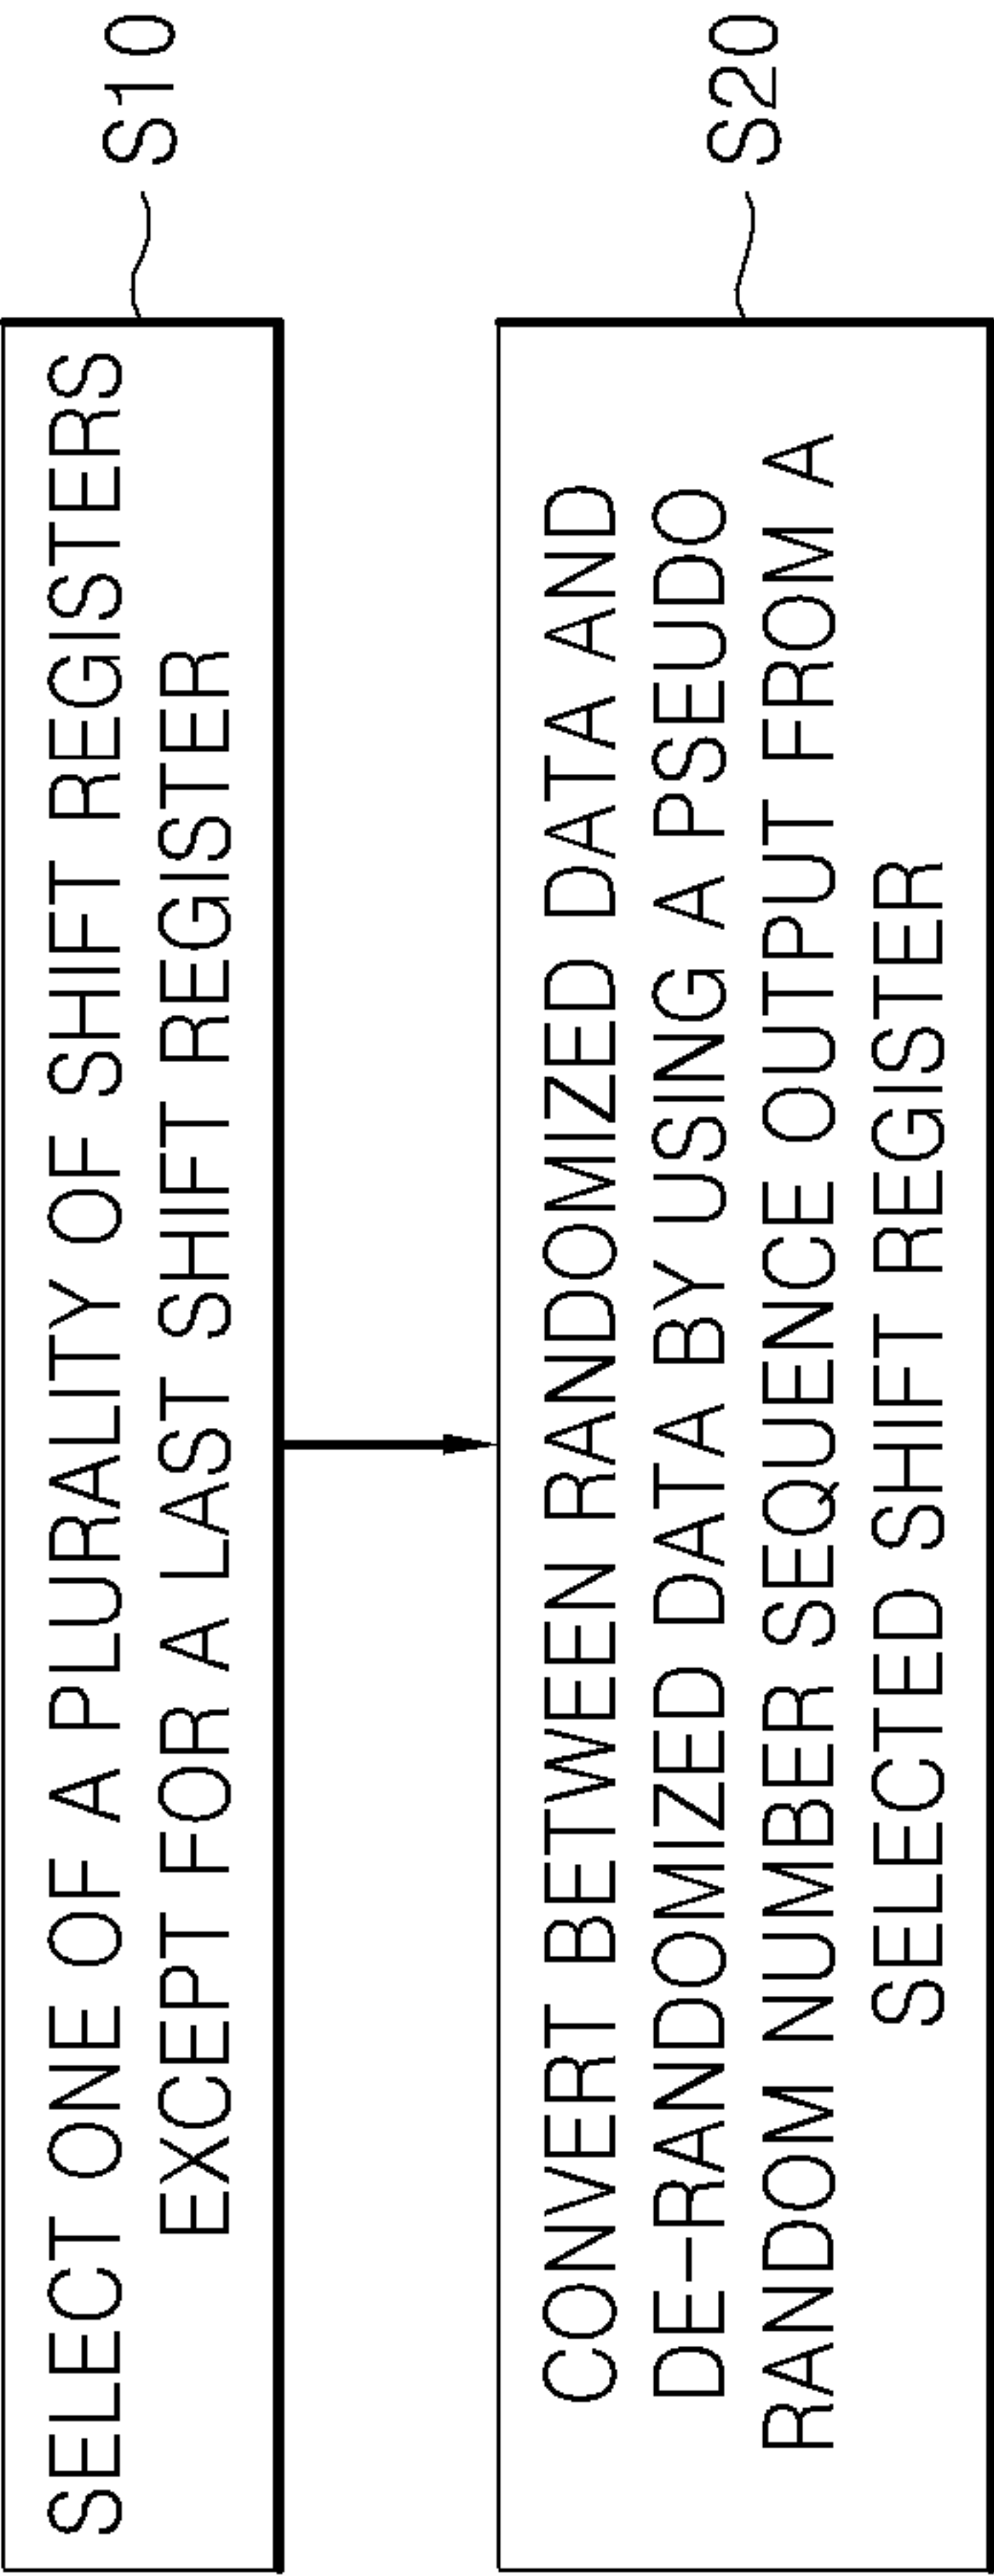 SELECT ONE OF A PLURALITY OF SHIFT REGISTERS
EXCEPT FOR A LAST SHIFT REGISTER
S10
CONVERT BETWEEN RANDOMIZED DATA AND
DE-RANDOMIZED DATA BY USING A PSEUDO
RANDOM NUMBER SEQUENCE OUTPUT FROM A
SELECTED SHIFT REGISTER
S20